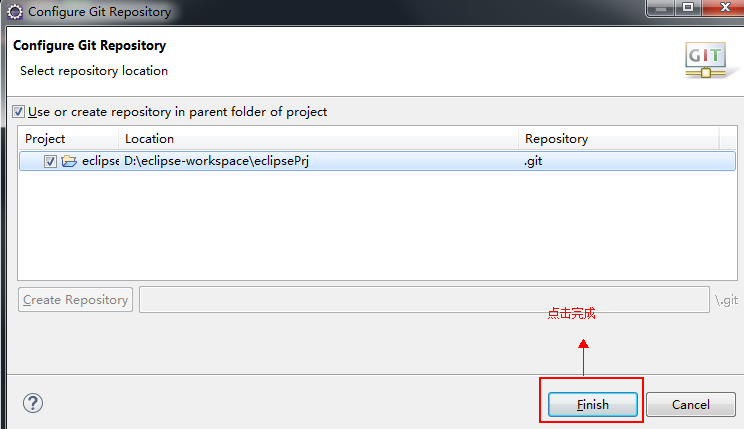 Configure Git Repository
Configure Git Repository
Select repository location
GIT
Use or create repository in parent folder of project
Project Location Repository
eclipse D:\eclipse-workspace\eclipsePrj .git
Create Repository \.git
点击完成
? Finish Cancel